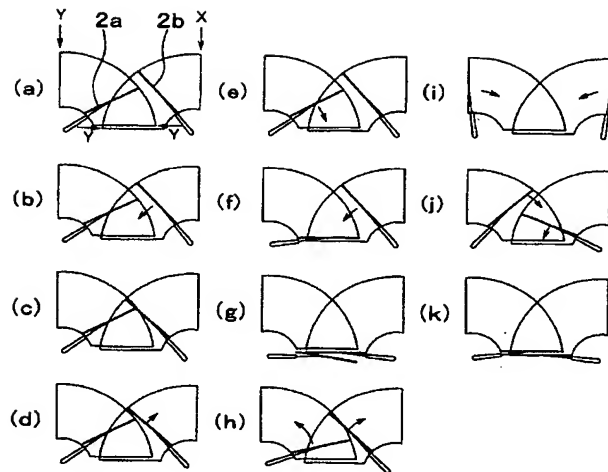 Y 2a 2b X
(a) Y Y
(b)
(c)
(d)
(e)
(f)
(g)
(h)
(i)
(j)
(k)